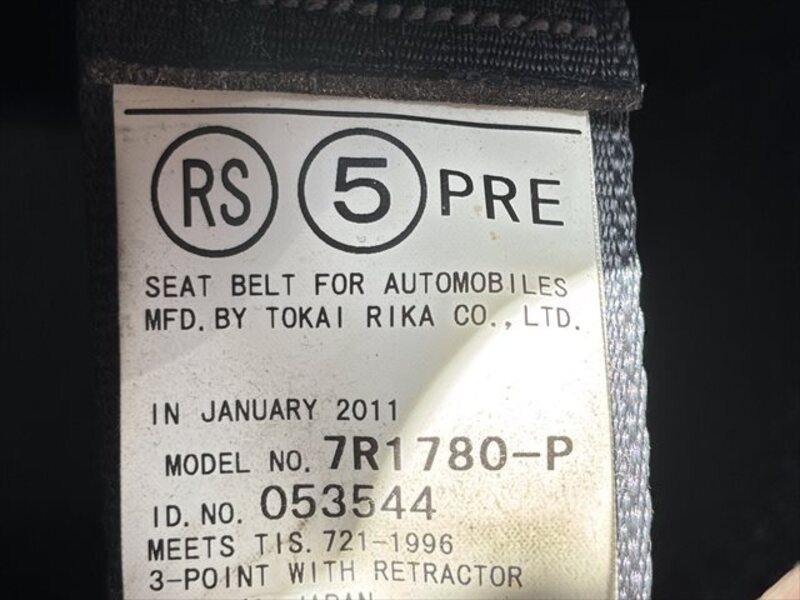 RS 5 PRE
SEAT BELT FOR AUTOMOBILES
MFD. BY TOKAI RIKA CO., LTD.
IN JANUARY 2011
MODEL NO. 7R1780-P
ID. NO. 053544
MEETS TIS. 721-1996
3-POINT WITH RETRACTOR
JAPAN